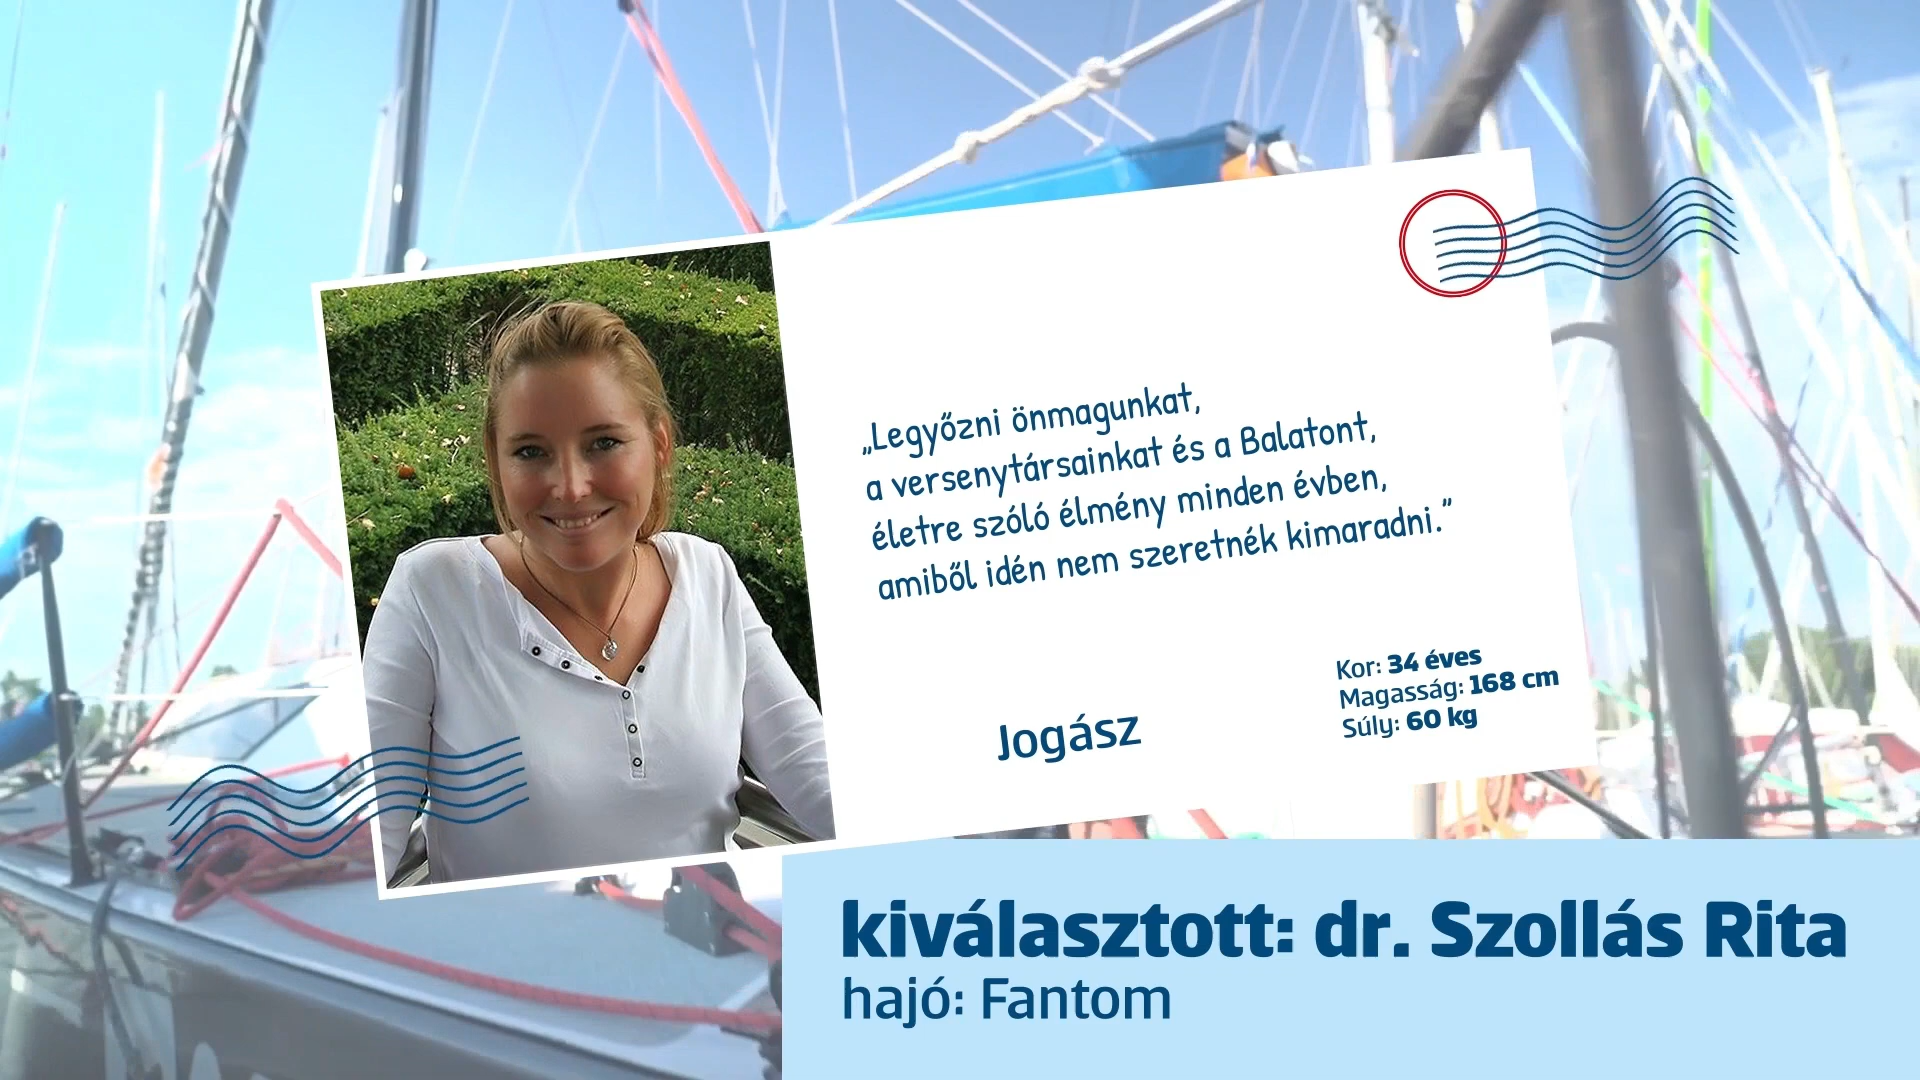 „Legyőzni önmagunkat,
a versenytársainkat és a Balatont,
életre szóló élmény minden évben,
amiből idén nem szeretnék kimaradni.”
Jogász
Kor: 34 éves
Magasság: 168 cm
Súly: 60 kg
kiválasztott: dr. Szollás Rita
hajó: Fantom